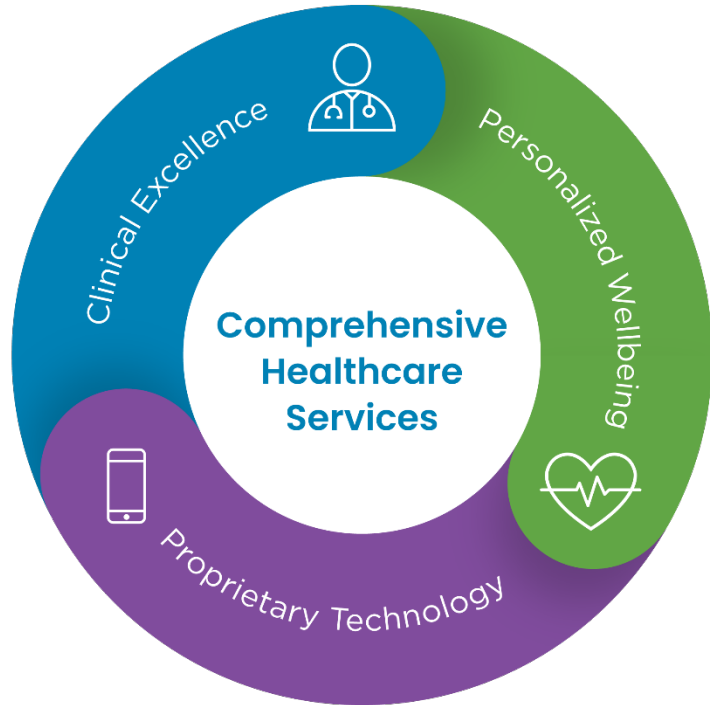 Clinical Excellence
Personalized Wellbeing
Comprehensive
Healthcare
Services
Proprietary Technology